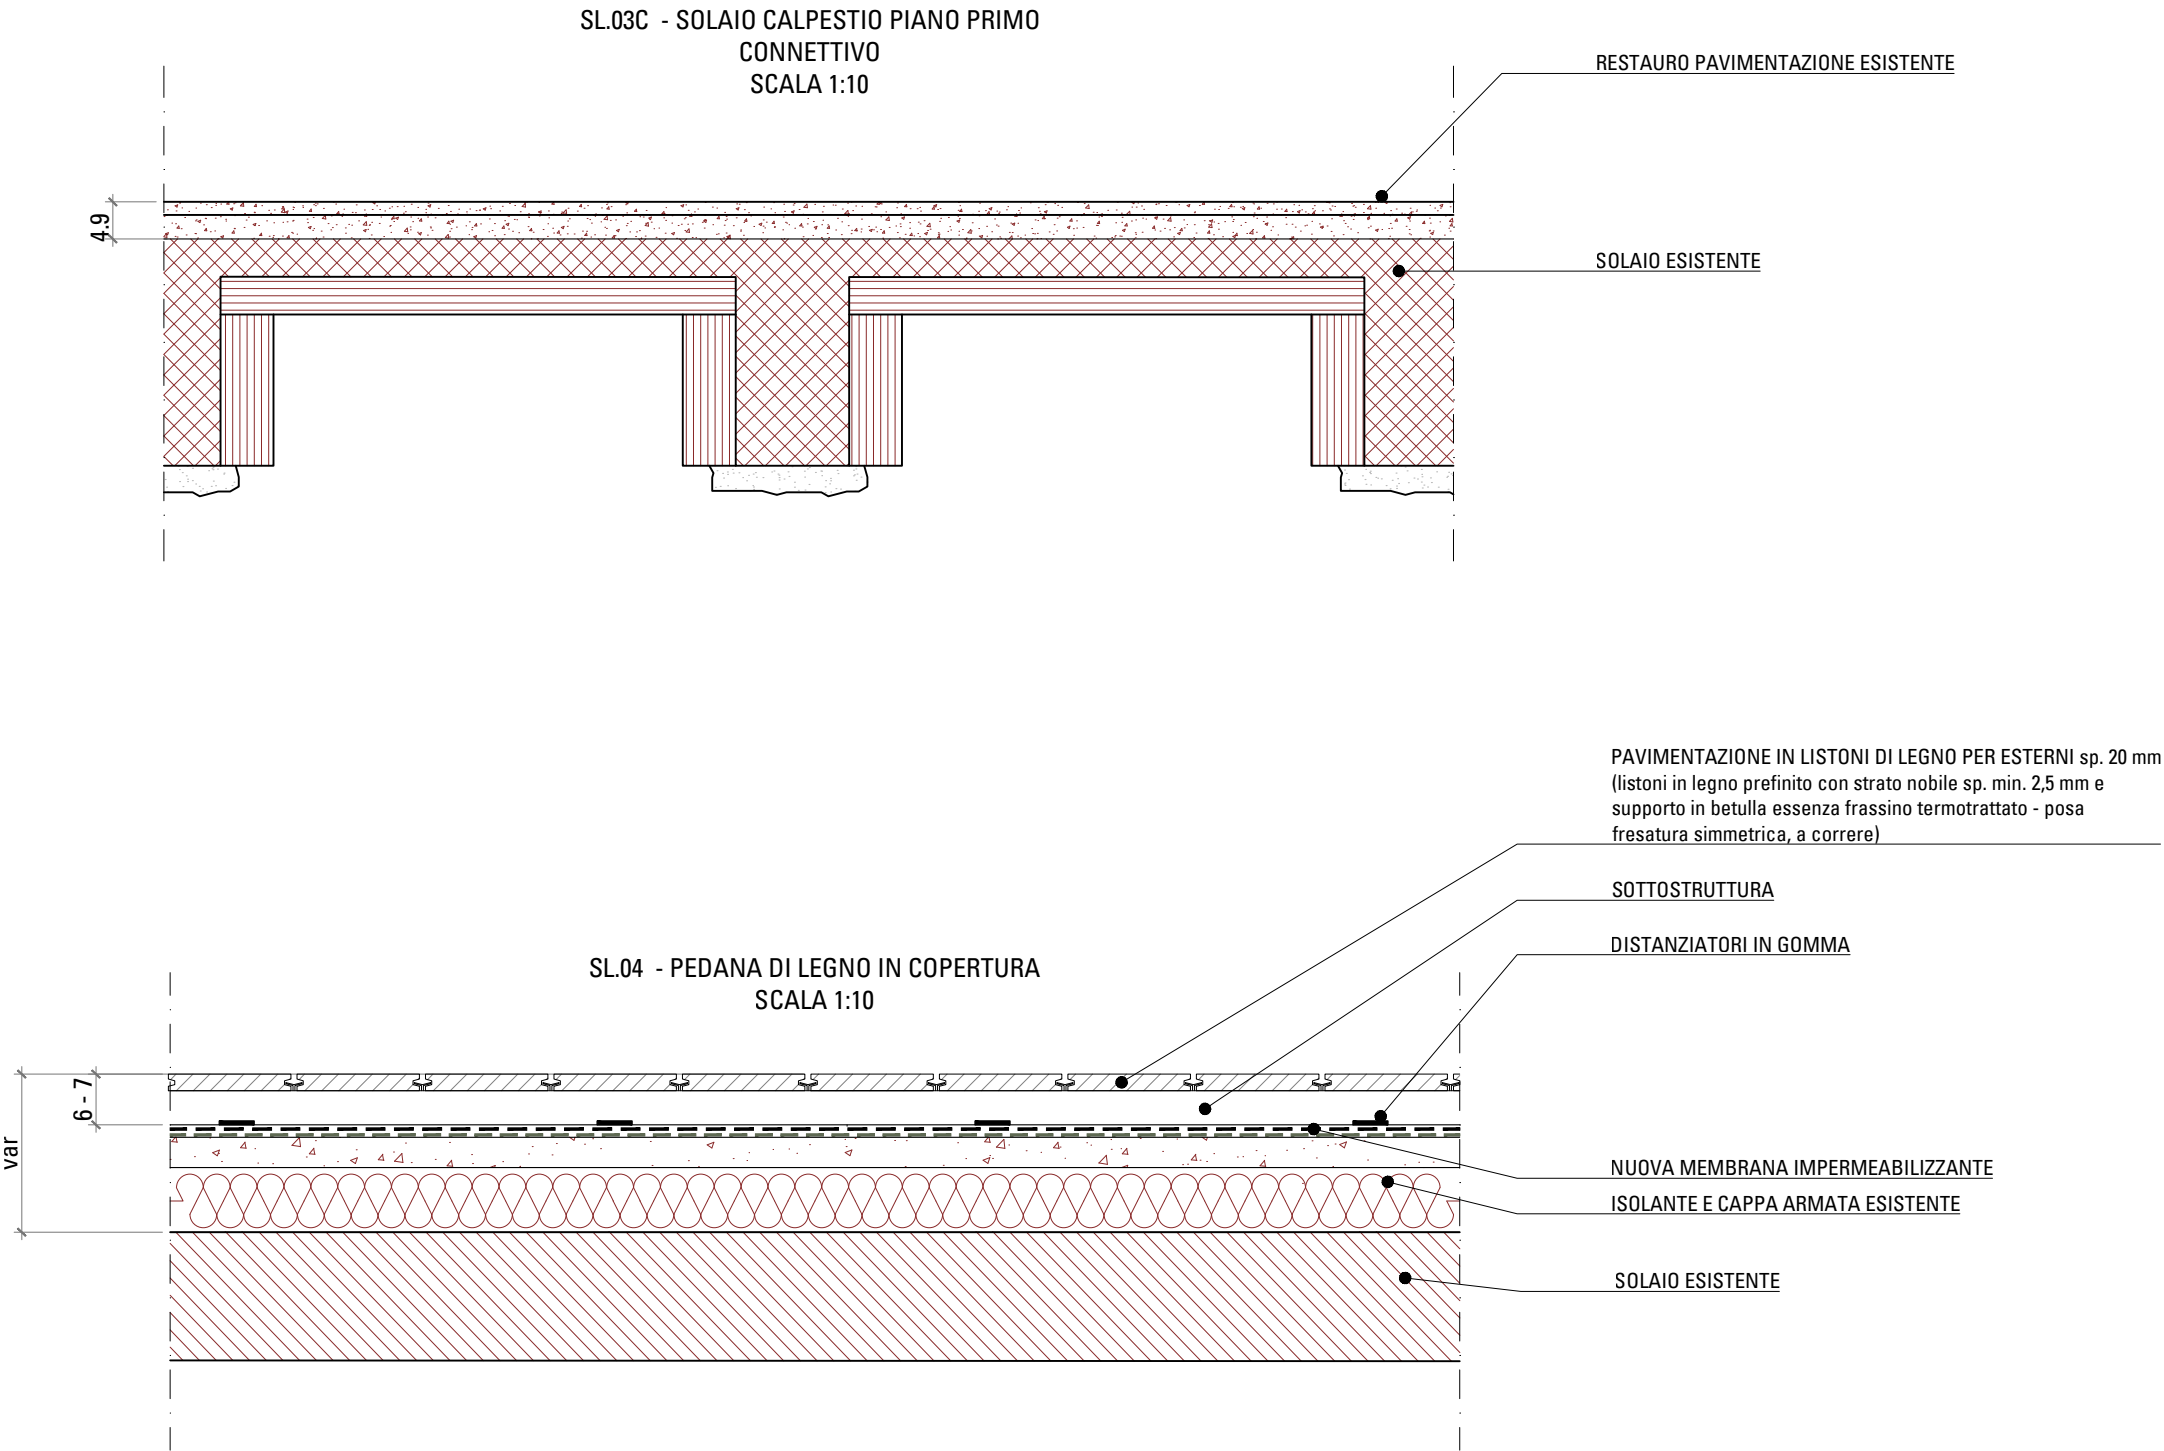 SL.03C - SOLAIO CALPESTIO PIANO PRIMO
CONNETTIVO
SCALA 1:10
RESTAURO PAVIMENTAZIONE ESISTENTE
4.9
SOLAIO ESISTENTE
PAVIMENTAZIONE IN LISTONI DI LEGNO PER ESTERNI sp. 20 mm
(listoni in legno prefinito con strato nobile sp. min. 2,5 mm e
supporto in betulla essenza frassino termotrattato - posa
fresatura simmetrica, a correre)
SOTTOSTRUTTURA
DISTANZIATORI IN GOMMA
SL.04 - PEDANA DI LEGNO IN COPERTURA
SCALA 1:10
6 - 7
var
NUOVA MEMBRANA IMPERMEABILIZZANTE
ISOLANTE E CAPPA ARMATA ESISTENTE
SOLAIO ESISTENTE